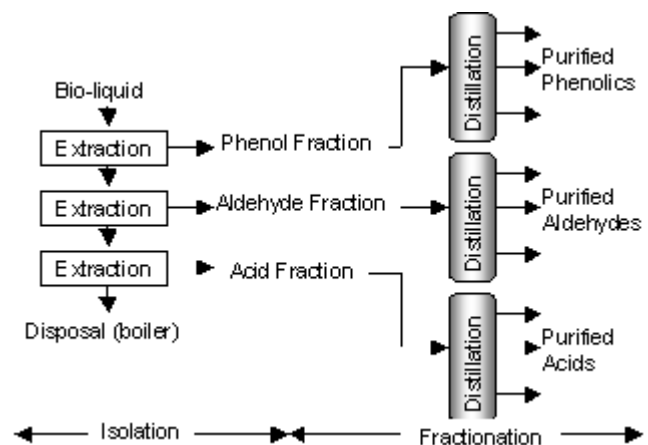 Bio-liquid
Extraction
Phenol Fraction
Distillation
Purified
Phenolics
Extraction
Aldehyde Fraction
Distillation
Purified
Aldehydes
Extraction
Acid Fraction
Distillation
Purified
Acids
Disposal (boiler)
Isolation
Fractionation